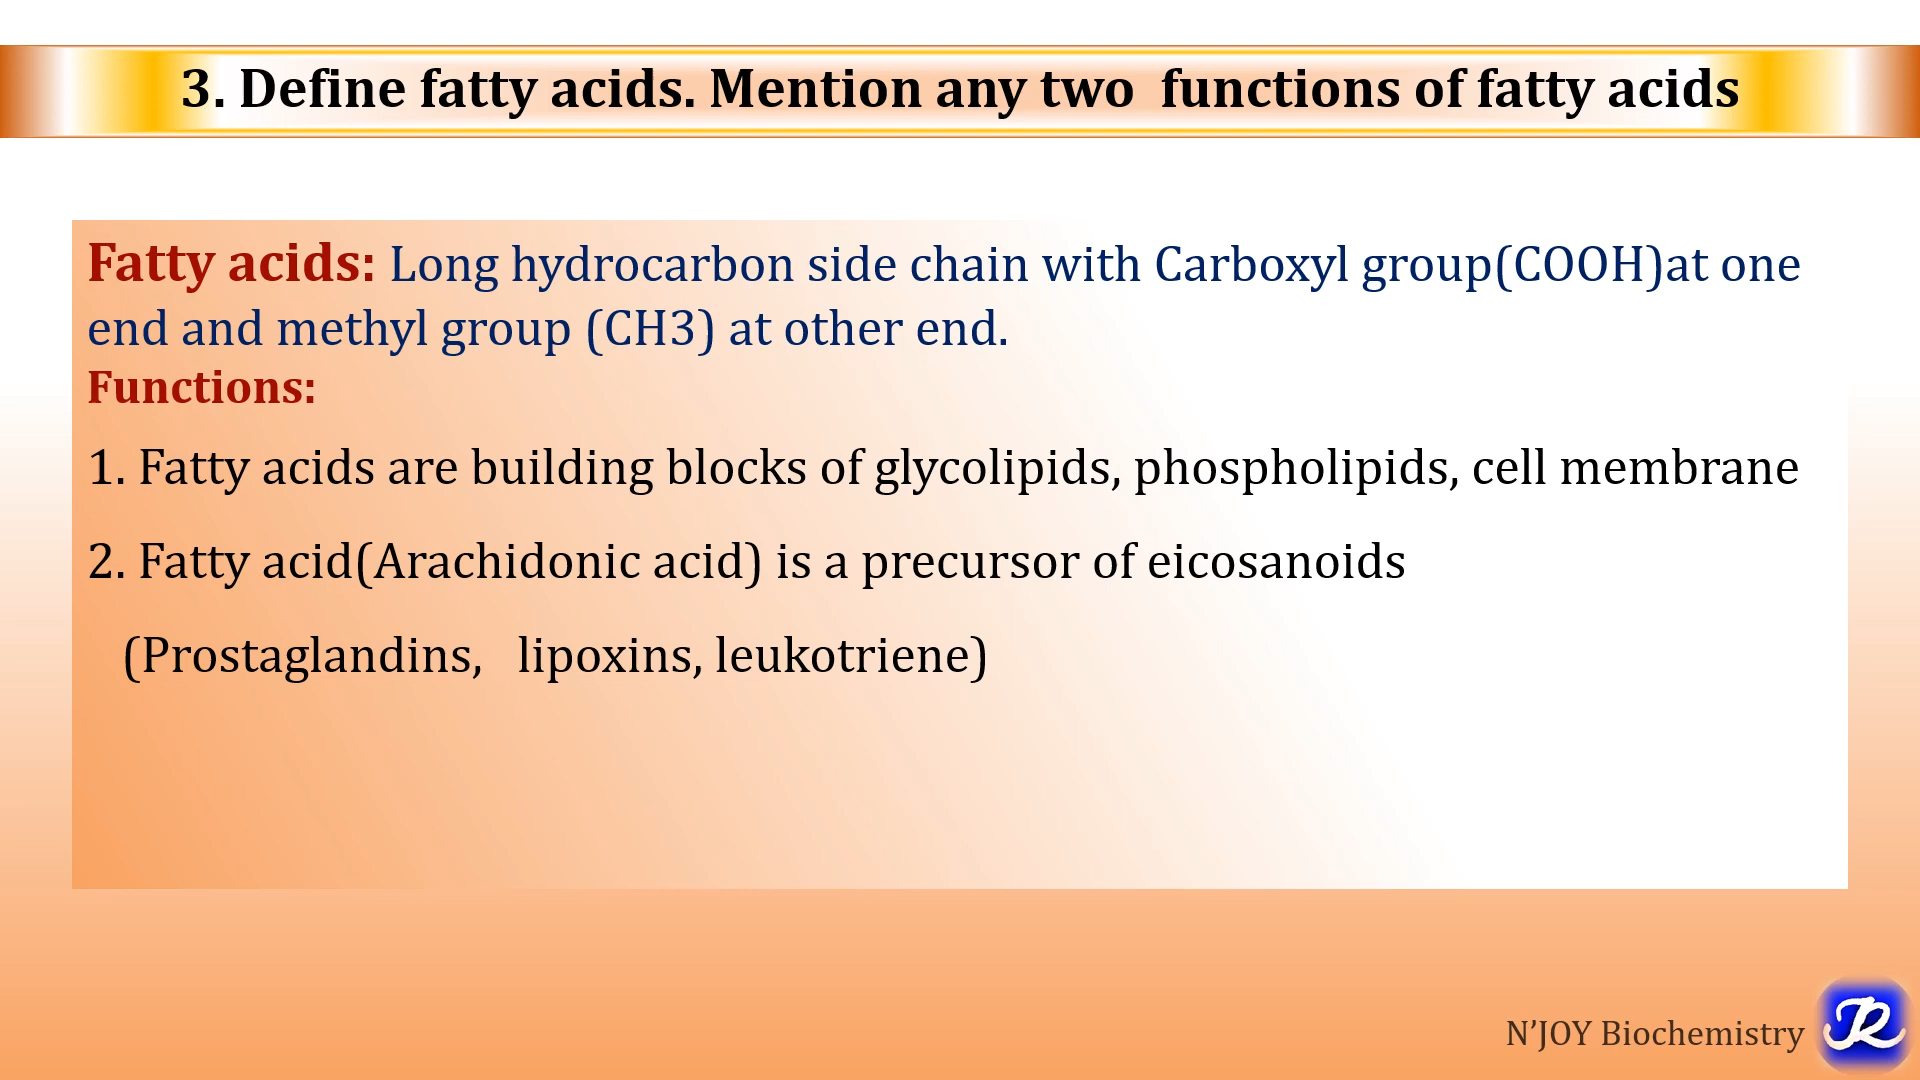 3. Define fatty acids. Mention any two functions of fatty acids
Fatty acids: Long hydrocarbon side chain with Carboxyl group(COOH)at one
end and methyl group (CH3) at other end.
Functions:
1. Fatty acids are building blocks of glycolipids, phospholipids, cell membrane
2. Fatty acid(Arachidonic acid) is a precursor of eicosanoids
(Prostaglandins, lipoxins, leukotriene)
N’JOY Biochemistry
JR